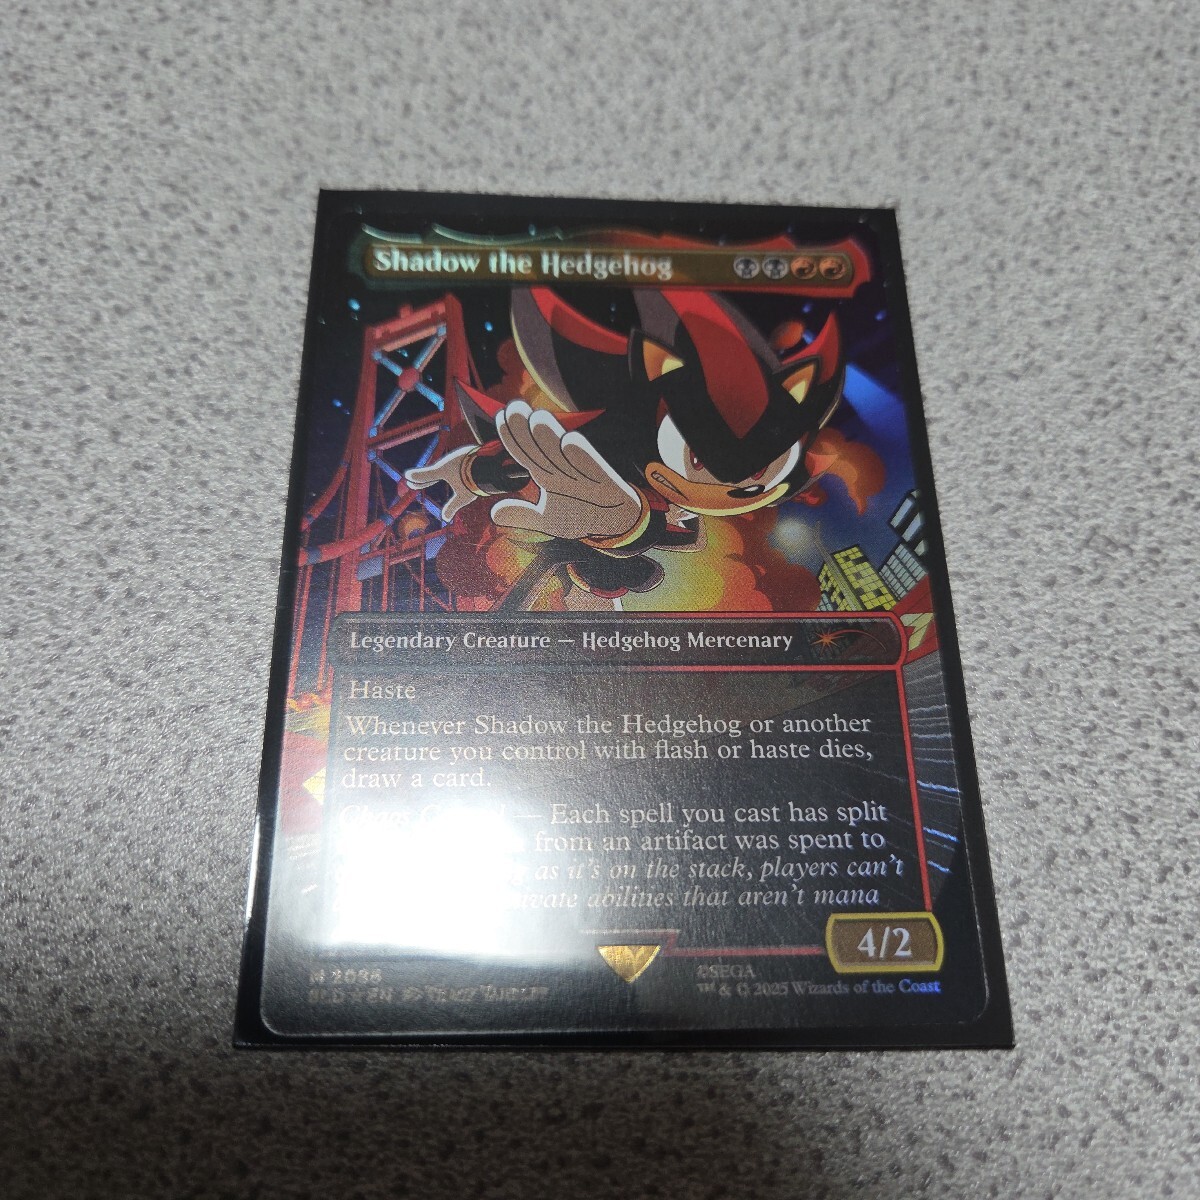 Shadow the Hedgehog
Legendary Creature — Hedgehog Mercenary
Haste
Whenever Shadow the Hedgehog or another
creature you control with flash or haste dies,
draw a card.
Chaos — Each spell you cast has split
from an artifact was spent to
as it's on the stack, players can't
abilities that aren't mana
4/2
©SEGA
™ & © 2025 Wizards of the Coast